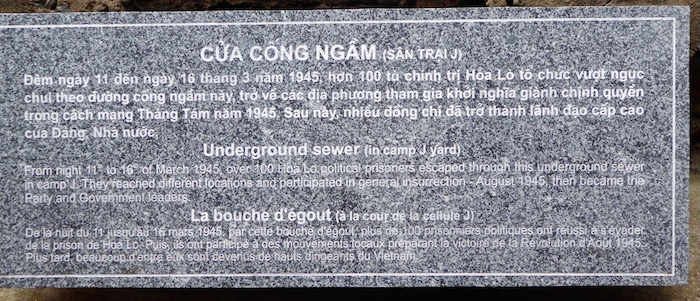 CỬA CỐNG NGẦM (SÂN TRẠI J)
Đêm ngày 11 đến ngày 16 tháng 3 năm 1945, hơn 100 tù chính trị Hỏa Lò tổ chức vượt ngục
chui theo đường cống ngầm này, trở về các địa phương tham gia khởi nghĩa giành chính quyền
trong cách mạng Tháng Tám năm 1945. Sau này, nhiều đồng chí đã trở thành lãnh đạo cấp cao
của Đảng, Nhà nước.
Underground sewer (in camp J yard)
From night 11th to 16th of March 1945, over 100 Hoa Lo political prisoners escaped through this underground sewer
in camp J. They reached different locations and participated in general insurrection - August 1945, then became the
Party and Government leaders.
La bouche d'égout (à la cour de la cellule J)
De la nuit du 11 jusqu'au 16 mars 1945, par cette bouche d'égout, plus de 100 prisonniers politiques ont réussi à s'évader
de la prison de Hoa Lo. Puis, ils ont participé à des mouvements locaux préparant la victoire de la Révolution d'Août 1945.
Plus tard, beaucoup d'entre eux sont devenus de hauts dirigeants du Vietnam.